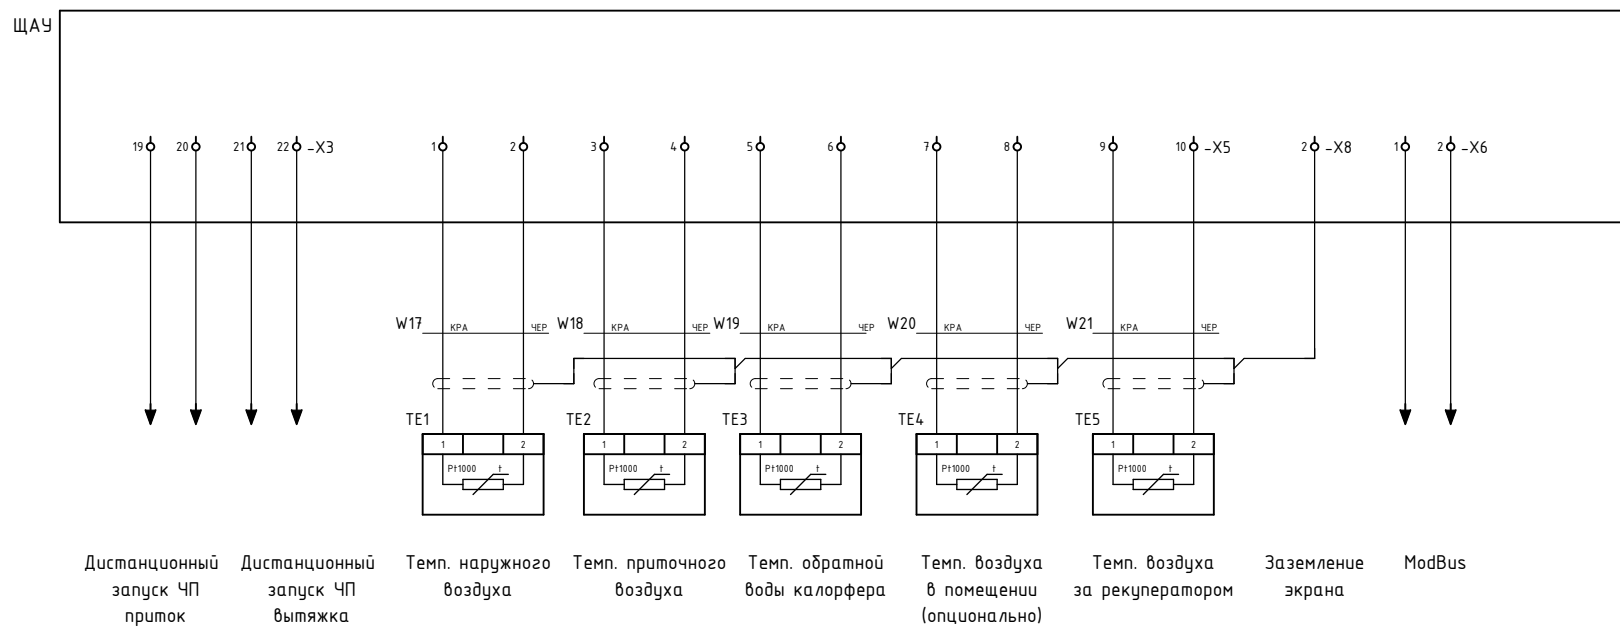 ЩАУ
19 20 21 22 -X3 1 2 3 4 5 6 7 8 9 10 -X5 2 -X8 1 2 -X6
W17 КРА ЧЕР W18 КРА ЧЕР W19 КРА ЧЕР W20 КРА ЧЕР W21 КРА ЧЕР
TE1 TE2 TE3 TE4 TE5
1 2 1 2 1 2 1 2 1 2
Pt1000 t Pt1000 t Pt1000 t Pt1000 t Pt1000 t
Дистанционный
запуск ЧП
приток
Дистанционный
запуск ЧП
вытяжка
Темп. наружного
воздуха
Темп. приточного
воздуха
Темп. обратной
воды калорфера
Темп. воздуха
в помещении
(опционально)
Темп. воздуха
за рекуператором
Заземление
экрана
ModBus